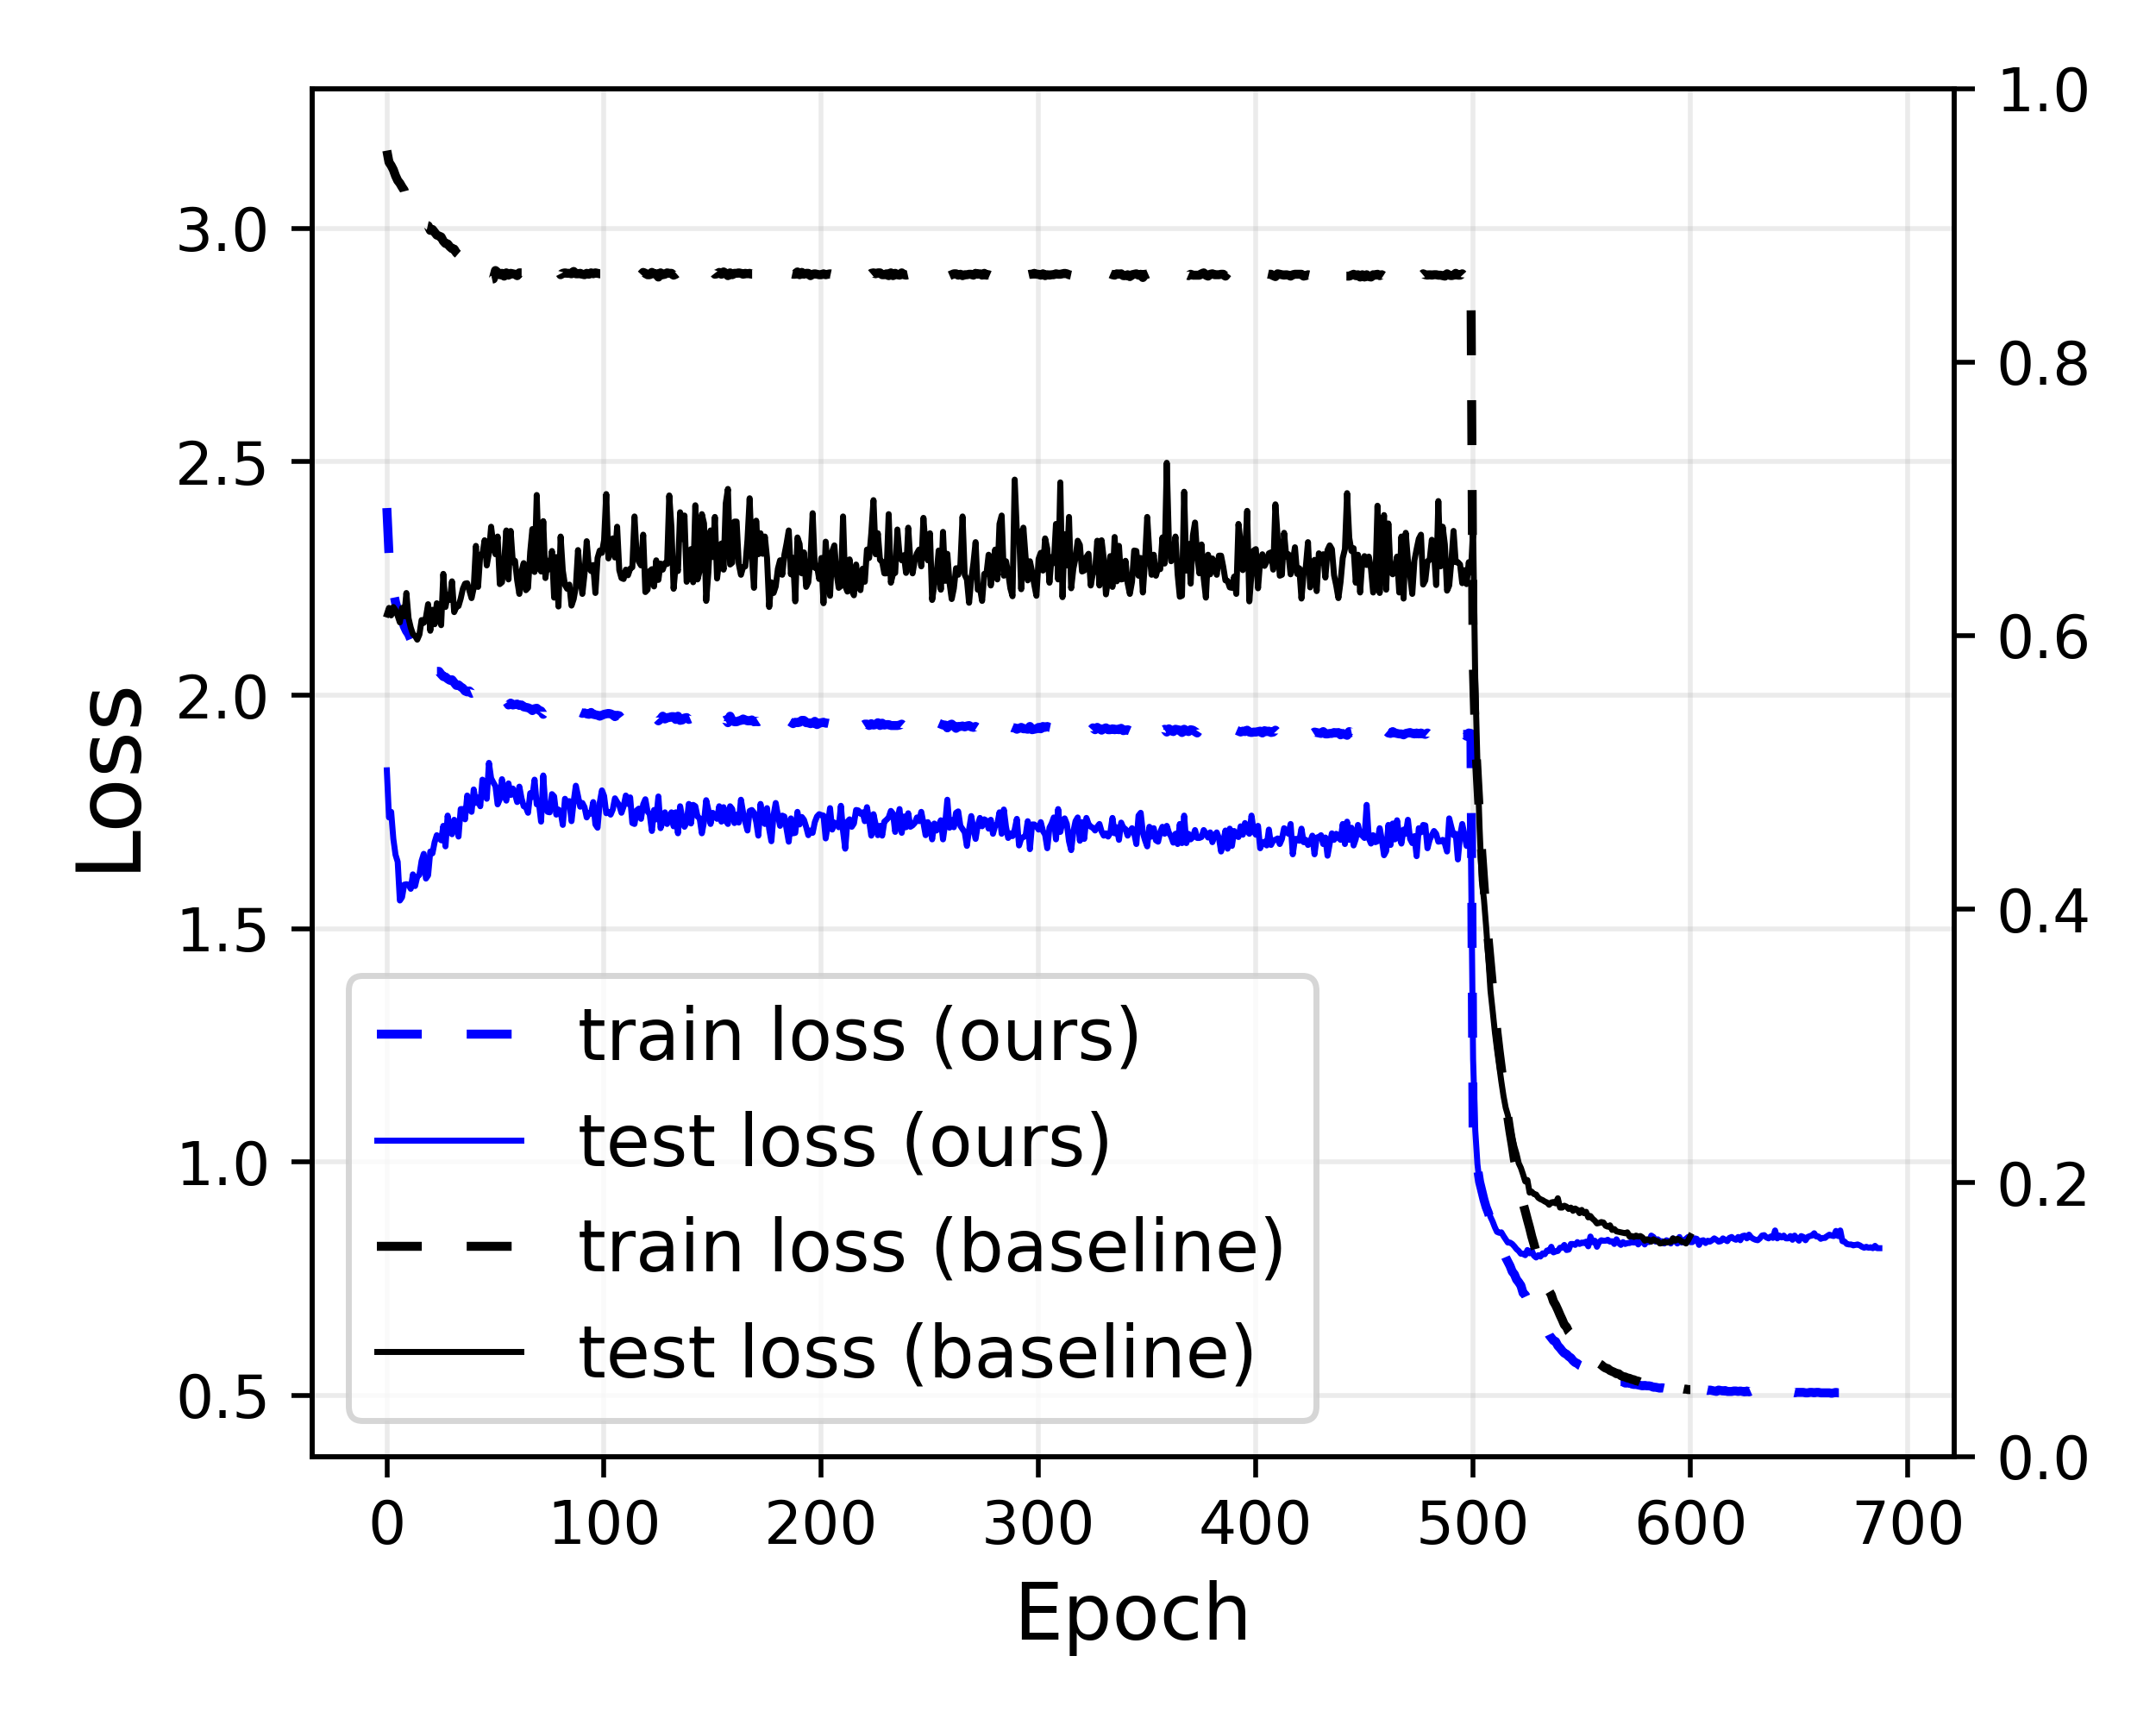 1.0
3.0
0.8
2.5
0.6
2.0
Loss
0.4
1.5
train loss (ours)
test loss (ours)
1.0
0.2
train loss (baseline)
test loss (baseline)
0.5
0.0
0 100 200 300 400 500 600 700
Epoch